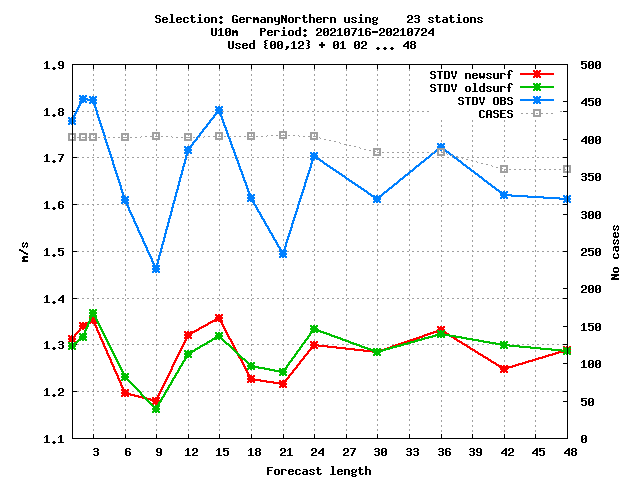 Selection: GermanyNorthern using    23 stations
U10m   Period: 20210716-20210724
Used {00,12} + 01 02 ... 48
STDV newsurf
STDV oldsurf
STDV OBS
CASES
m/s
1.9
1.8
1.7
1.6
1.5
1.4
1.3
1.2
1.1
500
450
400
350
300
250
200
150
100
50
0
No cases
3 6 9 12 15 18 21 24 27 30 33 36 39 42 45 48
Forecast length